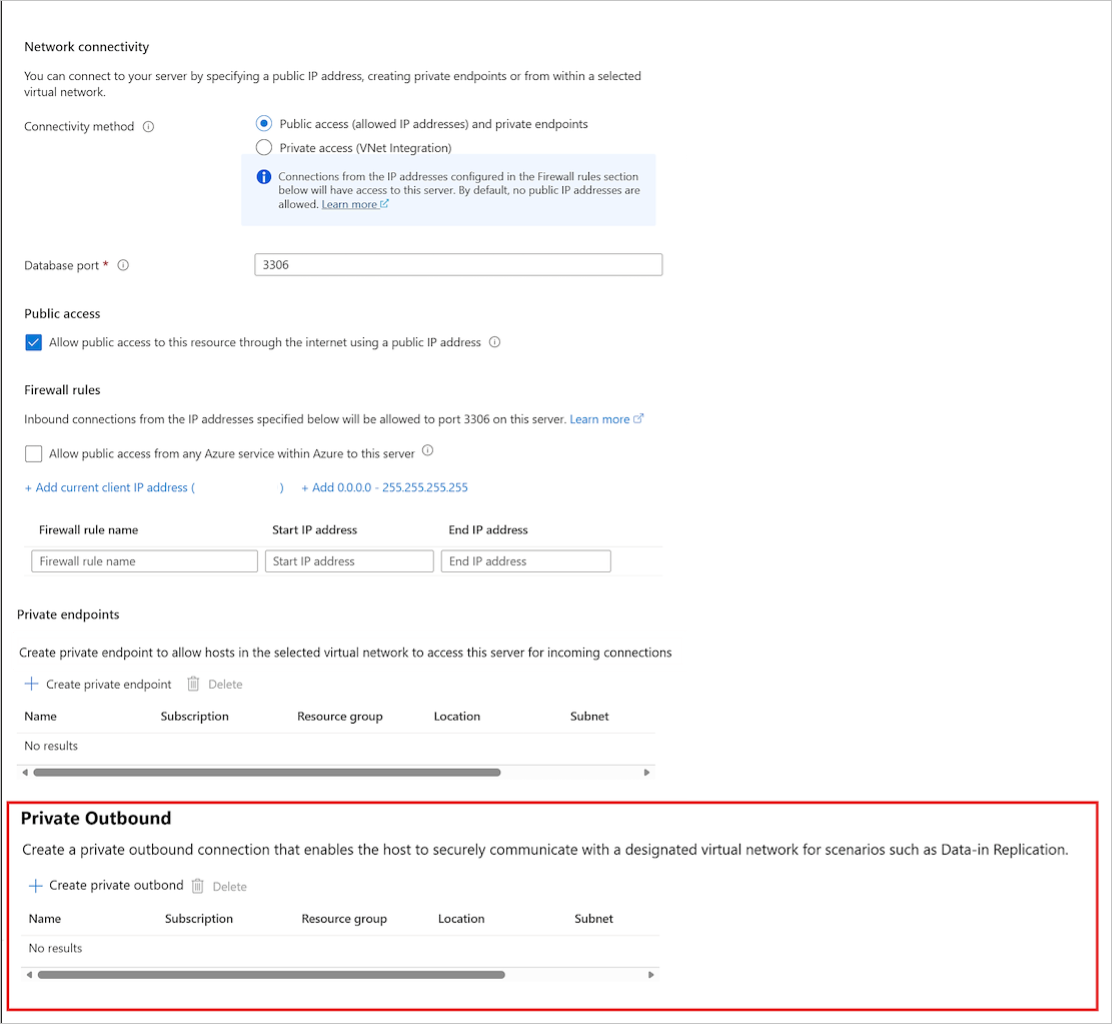 Network connectivity
You can connect to your server by specifying a public IP address, creating private endpoints or from within a selected
virtual network.
Connectivity method
Public access (allowed IP addresses) and private endpoints
Private access (VNet Integration)
Connections from the IP addresses configured in the Firewall rules section
below will have access to this server. By default, no public IP addresses are
allowed. Learn more
Database port *
3306
Public access
Allow public access to this resource through the internet using a public IP address
Firewall rules
Inbound connections from the IP addresses specified below will be allowed to port 3306 on this server. Learn more
Allow public access from any Azure service within Azure to this server
+ Add current client IP address ( ) + Add 0.0.0.0 - 255.255.255.255
Firewall rule name Start IP address End IP address
Firewall rule name Start IP address End IP address
Private endpoints
Create private endpoint to allow hosts in the selected virtual network to access this server for incoming connections
+ Create private endpoint Delete
Name Subscription Resource group Location Subnet
No results
Private Outbound
Create a private outbound connection that enables the host to securely communicate with a designated virtual network for scenarios such as Data-in Replication.
+ Create private outbond Delete
Name Subscription Resource group Location Subnet
No results